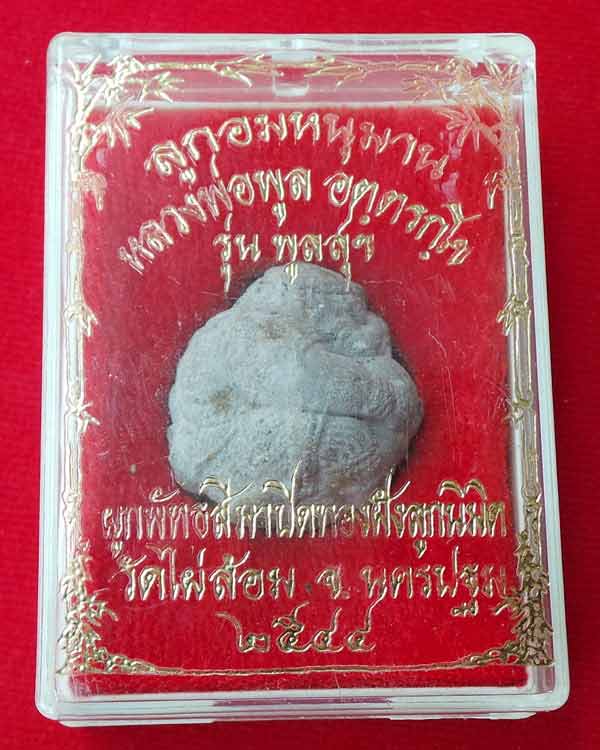 ลูกอมหนุมาน
หลวงพ่อพูล อตฺตรกฺโข
รุ่น พูลสุข
ผูกพัทธสีมาปิดทองฝังลูกนิมิต
วัดไผ่ล้อม จ. นครปฐม
๒๕๔๔